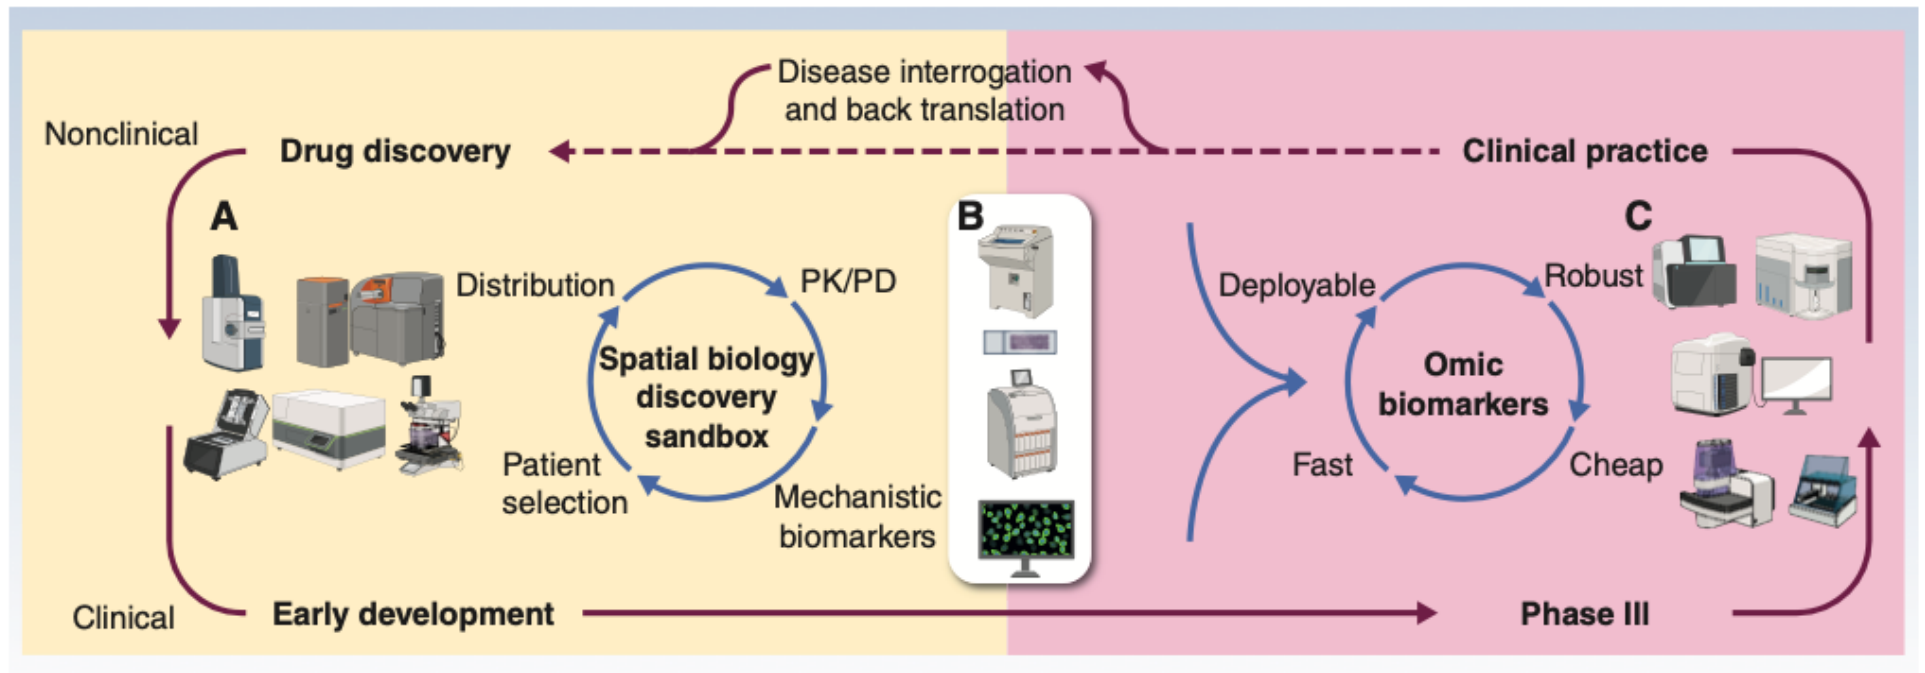 Disease interrogation
and back translation
Nonclinical
Drug discovery
Clinical practice
A
B
C
Distribution
PK/PD
Spatial biology
discovery
sandbox
Patient
selection
Mechanistic
biomarkers
Deployable
Robust
Omic
biomarkers
Fast
Cheap
Clinical
Early development
Phase III